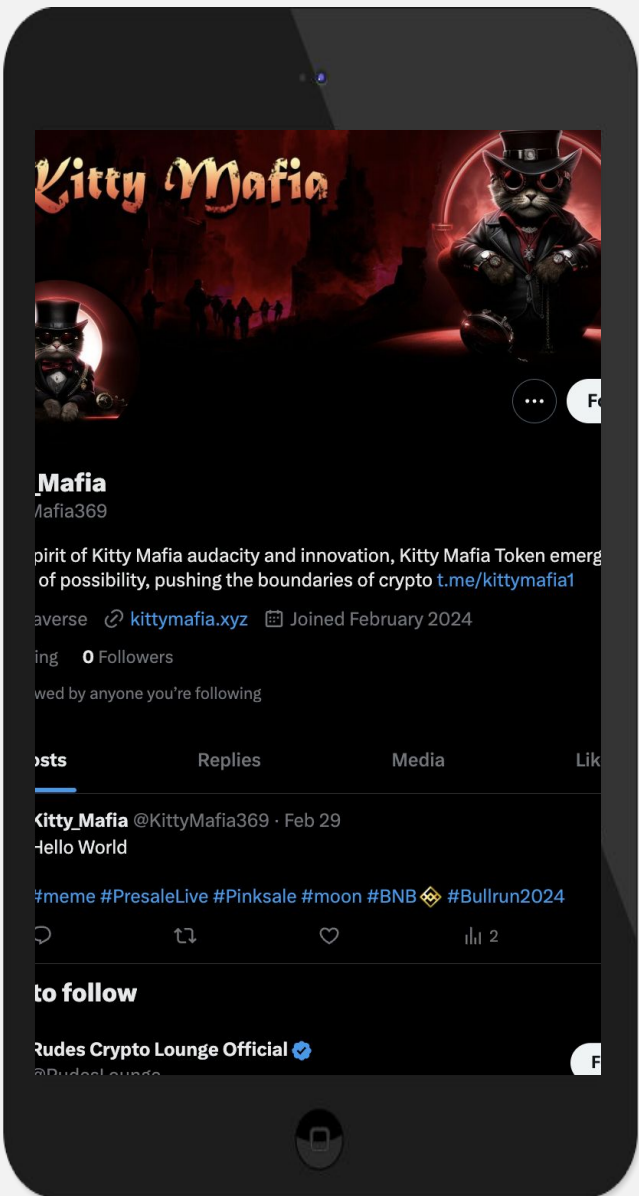 Kitty Mafia
Fo
_Mafia
Mafia369
pirit of Kitty Mafia audacity and innovation, Kitty Mafia Token emerg
of possibility, pushing the boundaries of crypto t.me/kittymafia1
averse kittymafia.xyz Joined February 2024
ing 0 Followers
wed by anyone you're following
osts Replies Media Lik
Kitty_Mafia @KittyMafia369 · Feb 29
Hello World
#meme #PresaleLive #Pinksale #moon #BNB #Bullrun2024
2
to follow
Rudes Crypto Lounge Official
F
@RudesLounge